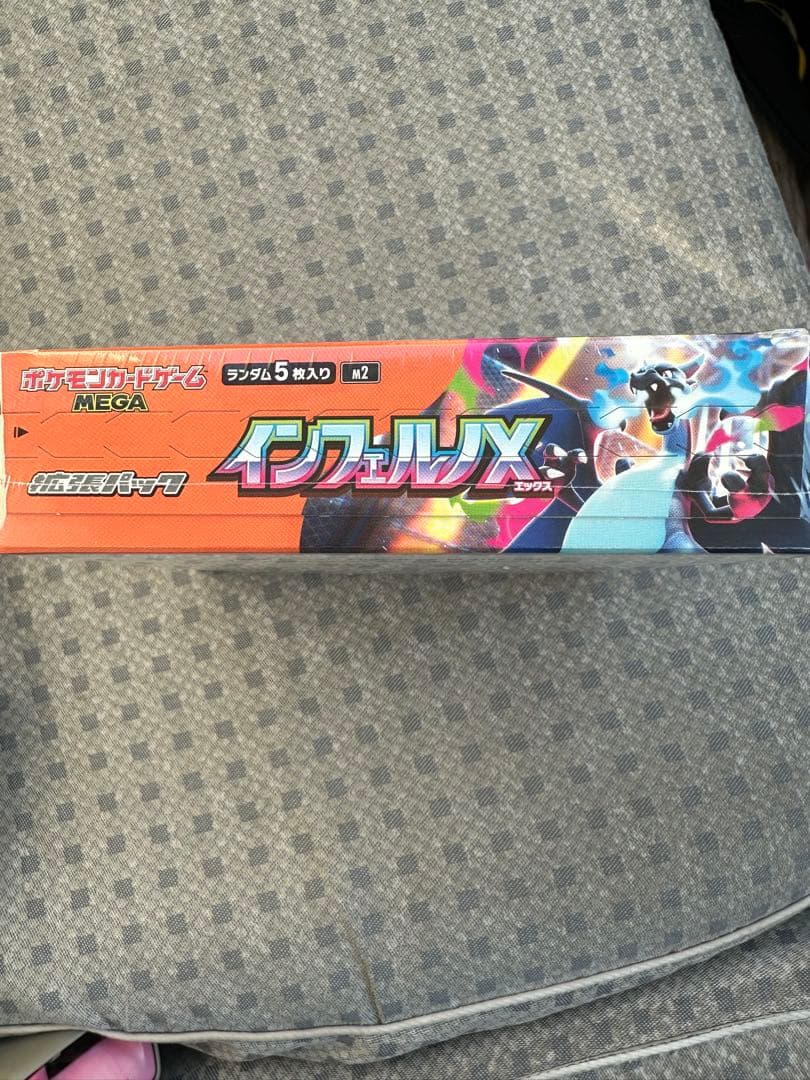 ポケモンカードゲーム
MEGA
ランダム5枚入り M2
拡張パック
インフェルノX
エックス